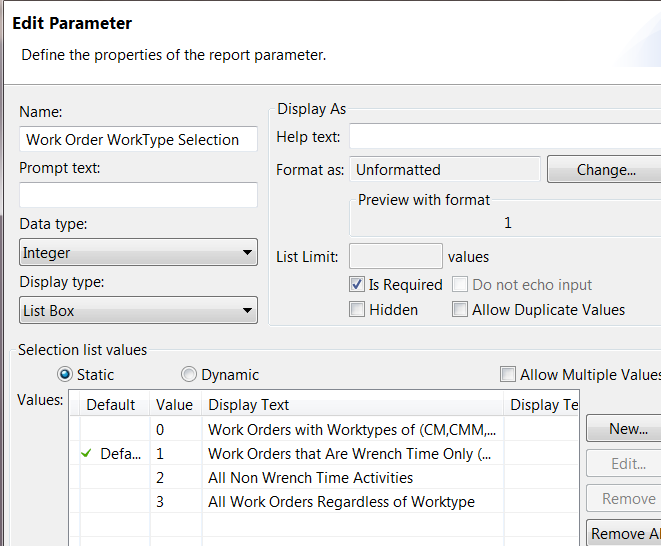 Edit Parameter
Define the properties of the report parameter.
Name:
Work Order WorkType Selection
Prompt text:
Data type:
Integer
Display type:
List Box
Display As
Help text:
Format as: Unformatted Change...
Preview with format
1
List Limit: values
Is Required Do not echo input
Hidden Allow Duplicate Values
Selection list values
Static Dynamic Allow Multiple Values
Values: Default Value Display Text Display Te
0 Work Orders with Worktypes of (CM,CMM,...
Defa... 1 Work Orders that Are Wrench Time Only (...
2 All Non Wrench Time Activities
3 All Work Orders Regardless of Worktype
New...
Edit...
Remove
Remove Al